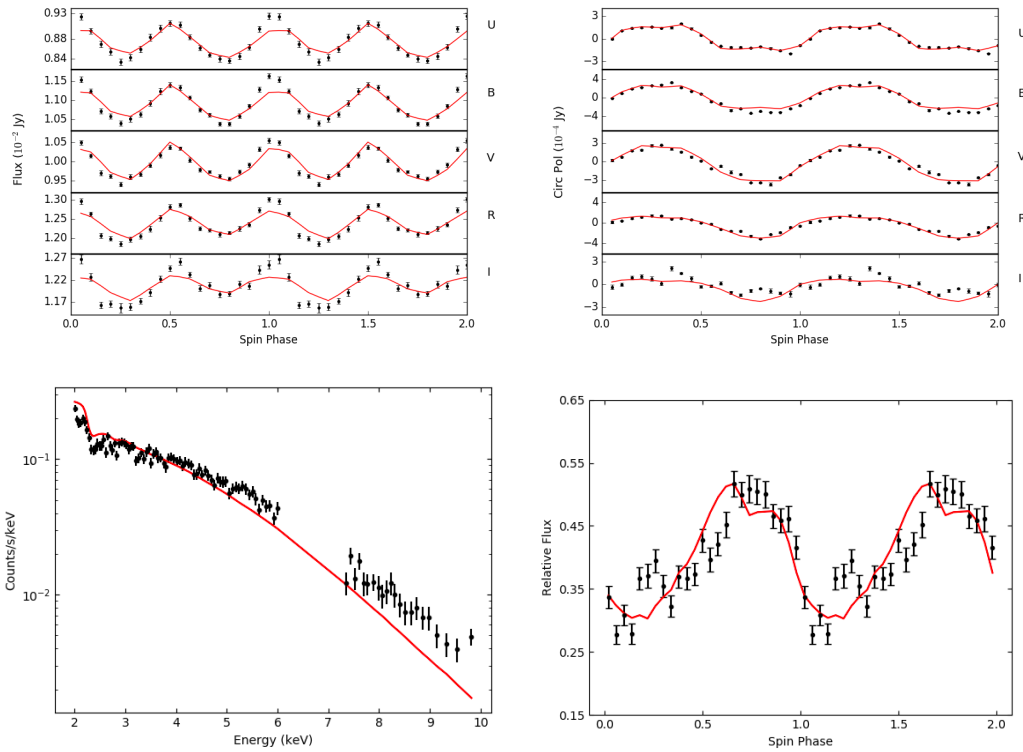 0.93
0.88
0.84
U
1.15
1.10
1.05
B
1.05
1.00
0.95
V
1.30
1.25
1.20
R
1.27
1.22
1.17
I
Flux (10⁻² Jy)
0.0 0.5 1.0 1.5 2.0
Spin Phase
3
0
−3
U
4
0
−4
3
0
−3
V
4
0
−4
3
0
−3
I
Circ Pol (10⁻⁴ Jy)
0.0 0.5 1.0 1.5 2.0
Spin Phase
10⁻¹
10⁻²
Counts/s/keV
2 3 4 5 6 7 8 9 10
Energy (keV)
0.65
0.55
0.45
0.35
0.25
0.15
Relative Flux
0.0 0.5 1.0 1.5 2.0
Spin Phase